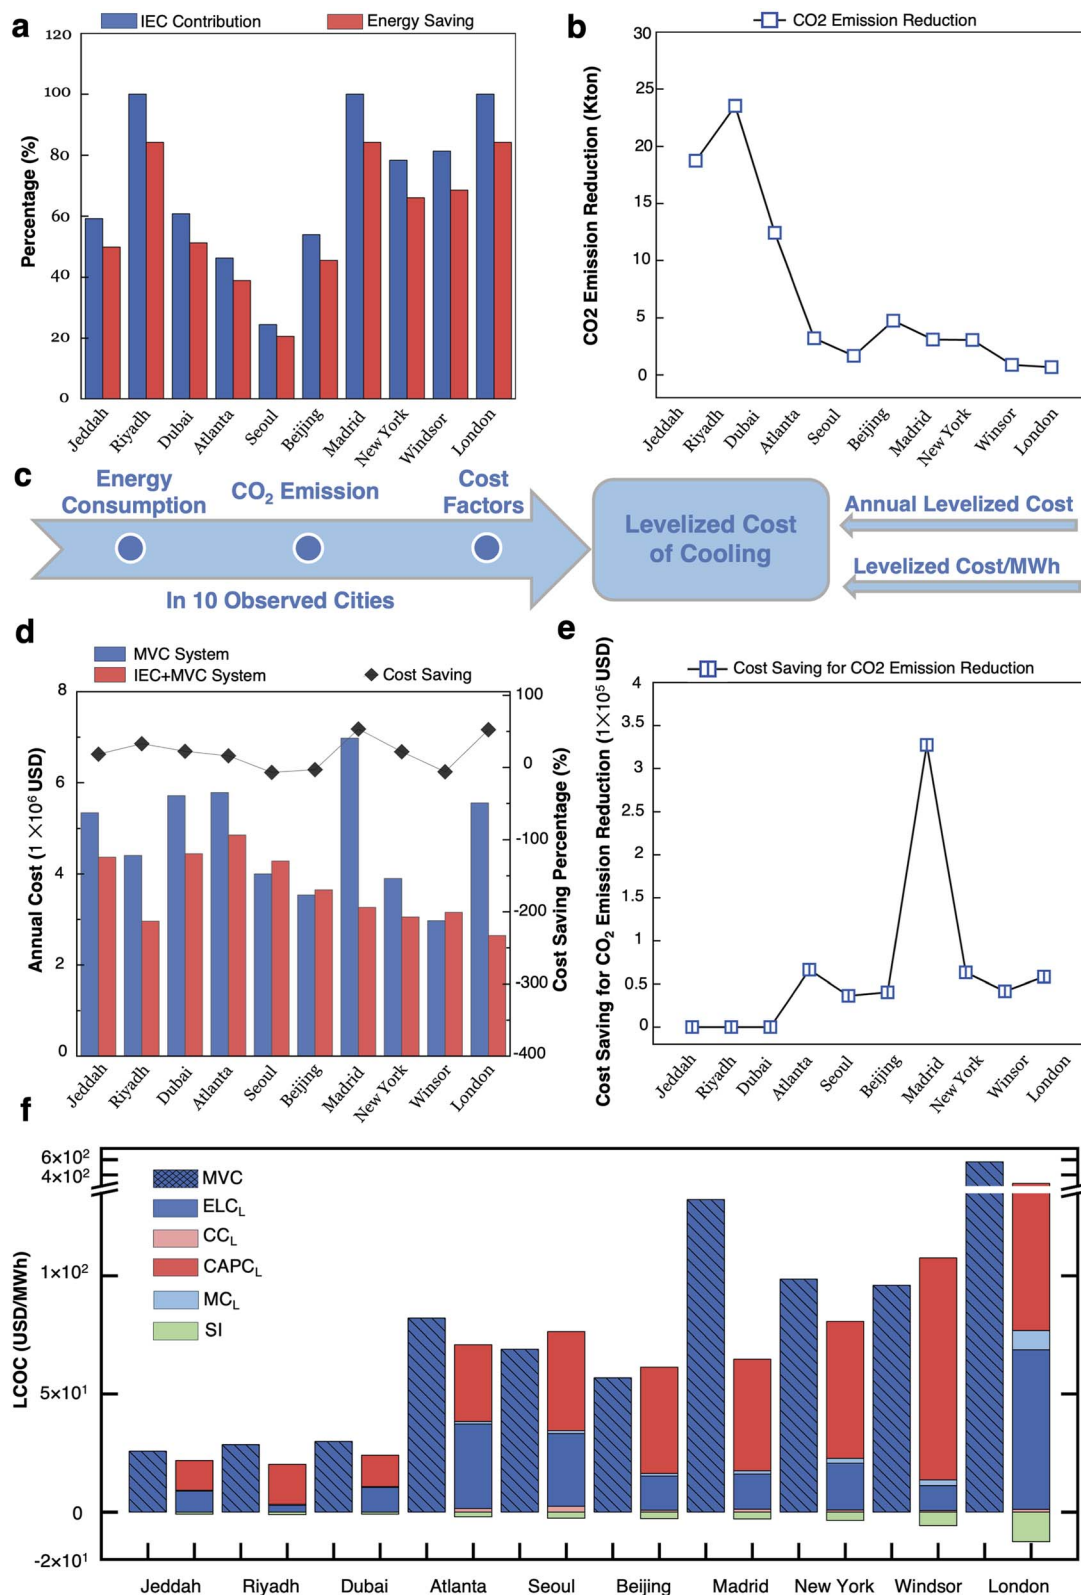 a
IEC Contribution
Energy Saving
Percentage (%)
120
100
80
60
40
20
0
Jeddah
Riyadh
Dubai
Atlanta
Seoul
Beijing
Madrid
New York
Windsor
London
b
CO2 Emission Reduction
CO2 Emission Reduction (Kton)
30
25
20
15
10
5
0
Jeddah
Riyadh
Dubai
Atlanta
Seoul
Beijing
Madrid
New York
Winsor
London
c
Energy
Consumption
CO₂ Emission
Cost
Factors
In 10 Observed Cities
Levelized Cost
of Cooling
Annual Levelized Cost
Levelized Cost/MWh
d
MVC System
IEC+MVC System
Cost Saving
Annual Cost (1 ×10⁶ USD)
8
6
4
2
0
100
0
-100
-200
-300
-400
Cost Saving Percentage (%)
Jeddah
Riyadh
Dubai
Atlanta
Seoul
Beijing
Madrid
New York
Winsor
London
e
Cost Saving for CO2 Emission Reduction
Cost Saving for CO₂ Emission Reduction (1×10⁵ USD)
4
3.5
3
2.5
2
1.5
1
0.5
0
Jeddah
Riyadh
Dubai
Atlanta
Seoul
Beijing
Madrid
New York
Winsor
London
f
LCOC (USD/MWh)
6×10²
4×10²
1×10²
5×10¹
0
-2×10¹
MVC
ELC_L
CC_L
CAPC_L
MC_L
SI
Jeddah
Riyadh
Dubai
Atlanta
Seoul
Beijing
Madrid
New York
Windsor
London